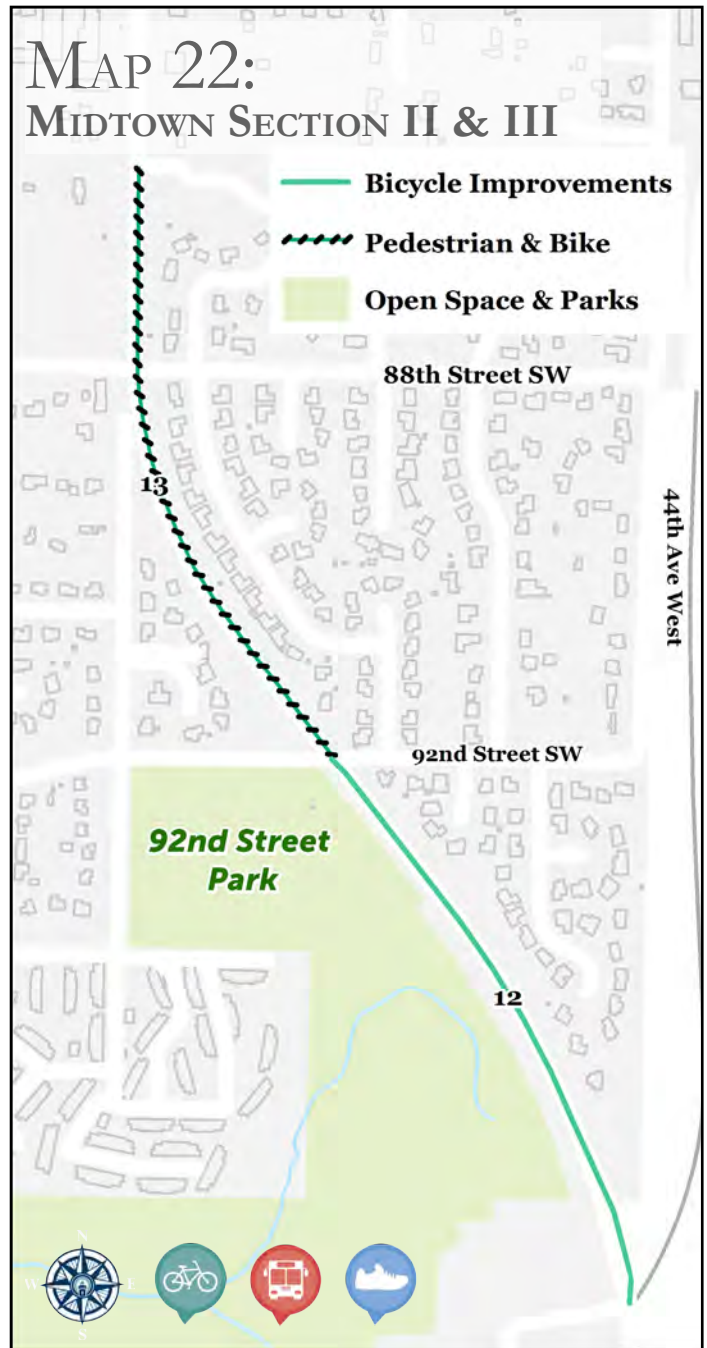 MAP 22:
MIDTOWN SECTION II & III
Bicycle Improvements
Pedestrian & Bike
Open Space & Parks
88th Street SW
13
44th Ave West
92nd Street SW
92nd Street
Park
12
N
W E
S